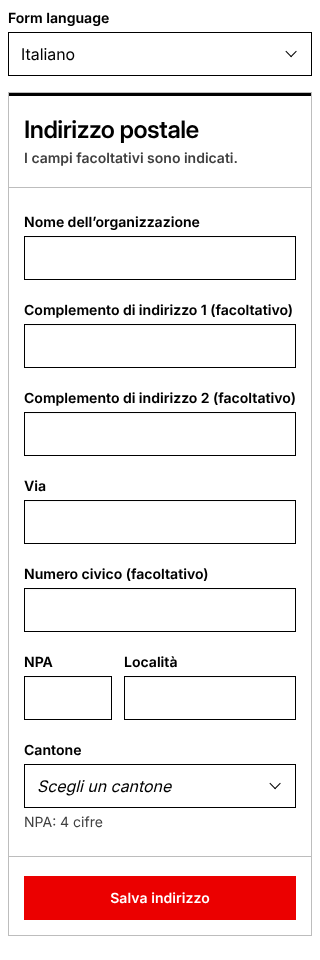 Form language
Italiano
Indirizzo postale
I campi facoltativi sono indicati.
Nome dell’organizzazione
Complemento di indirizzo 1 (facoltativo)
Complemento di indirizzo 2 (facoltativo)
Via
Numero civico (facoltativo)
NPA Località
Cantone
Scegli un cantone
NPA: 4 cifre
Salva indirizzo